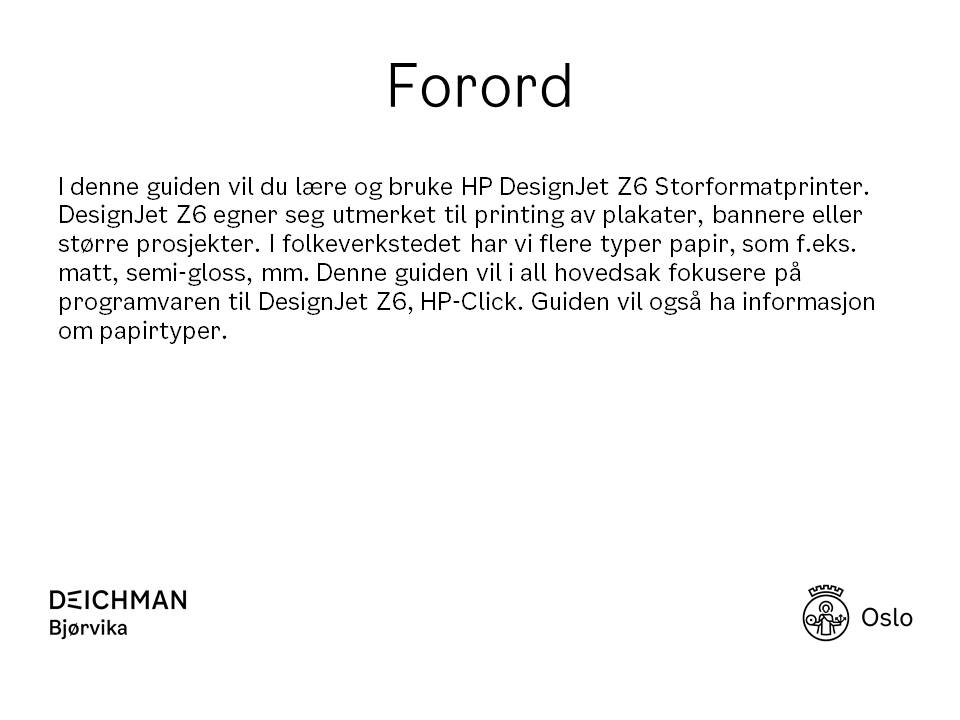 Forord
I denne guiden vil du lære og bruke HP DesignJet Z6 Storformatprinter.
DesignJet Z6 egner seg utmerket til printing av plakater, bannere eller
større prosjekter. I folkeverkstedet har vi flere typer papir, som f.eks.
matt, semi-gloss, mm. Denne guiden vil i all hovedsak fokusere på
programvaren til DesignJet Z6, HP-Click. Guiden vil også ha informasjon
om papirtyper.
DEICHMAN
Bjørvika
Oslo